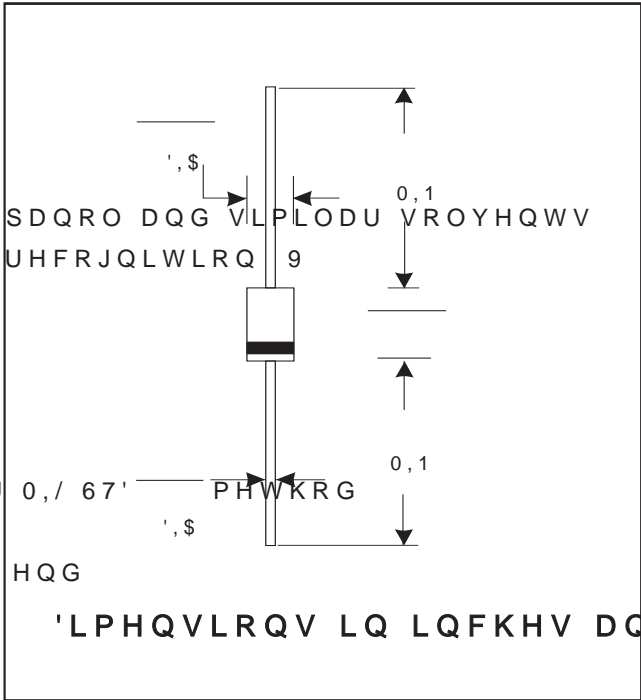 ',$
0,1
SDQRO DQG VLPLODU VROYHQWV
UHFRJQLWLRQ 9
0,1
0,/ 67' PHWKRG
',$
HQG
'LPHQVLRQV LQ LQFKHV DQ